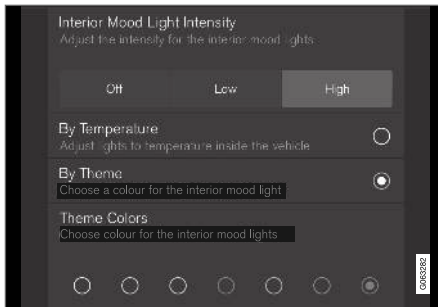 Interior Mood Light Intensity
Adjust the intensity for the interior mood lights
Off Low High
By Temperature
Adjust lights to temperature inside the vehicle
By Theme
Choose a colour for the interior mood light
Theme Colors
Choose colour for the interior mood lights
G063282